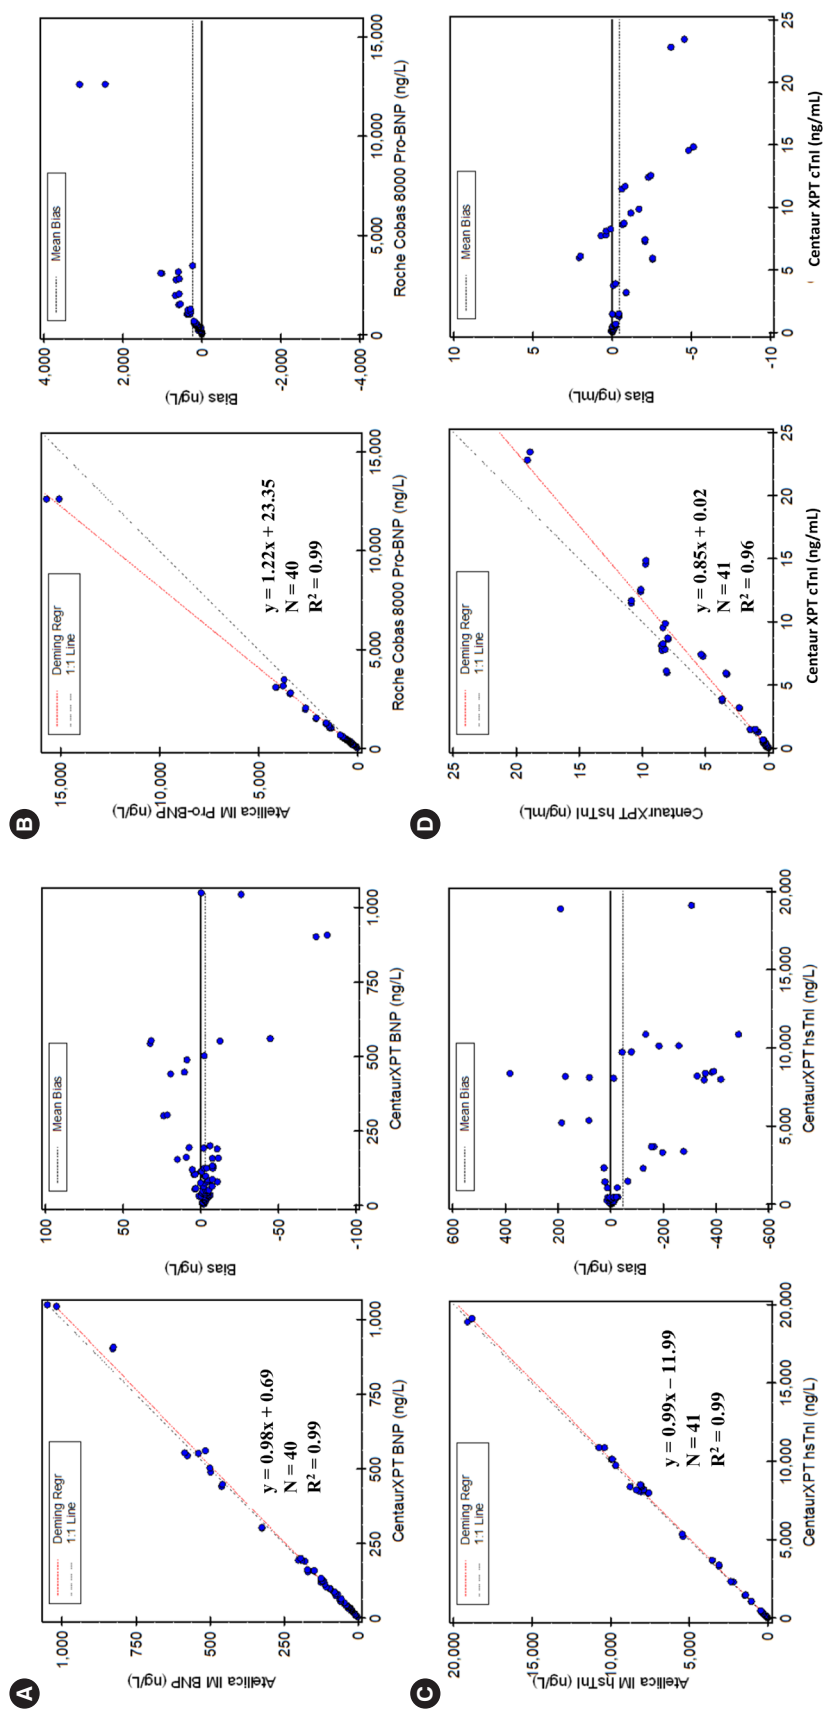 A
Atellica IM BNP (ng/L)
1,000
750
500
250
0
Deming Regr
1:1 Line
y = 0.98x + 0.69
N = 40
R² = 0.99
0
250
500
750
1,000
CentaurXPT BNP (ng/L)
Bias (ng/L)
100
50
0
-50
-100
Mean Bias
0
250
500
750
1,000
CentaurXPT BNP (ng/L)
B
Atellica IM Pro-BNP (ng/L)
15,000
10,000
5,000
0
Deming Regr
1:1 Line
y = 1.22x + 23.35
N = 40
R² = 0.99
0
5,000
10,000
15,000
Roche Cobas 8000 Pro-BNP (ng/L)
Bias (ng/L)
4,000
2,000
0
-2,000
-4,000
Mean Bias
0
5,000
10,000
15,000
Roche Cobas 8000 Pro-BNP (ng/L)
C
Atellica IM hsTnI (ng/L)
20,000
15,000
10,000
5,000
0
Deming Regr
1:1 Line
y = 0.99x − 11.99
N = 41
R² = 0.99
0
5,000
10,000
15,000
20,000
CentaurXPT hsTnI (ng/L)
Bias (ng/L)
600
400
200
0
-200
-400
-600
Mean Bias
0
5,000
10,000
15,000
20,000
CentaurXPT hsTnI (ng/L)
D
CentaurXPT hsTnI (ng/mL)
25
20
15
10
5
0
Deming Regr
1:1 Line
y = 0.85x + 0.02
N = 41
R² = 0.96
0
5
10
15
20
25
Centaur XPT cTnI (ng/mL)
Bias (ng/mL)
10
5
0
-5
-10
Mean Bias
0
5
10
15
20
25
Centaur XPT cTnI (ng/mL)